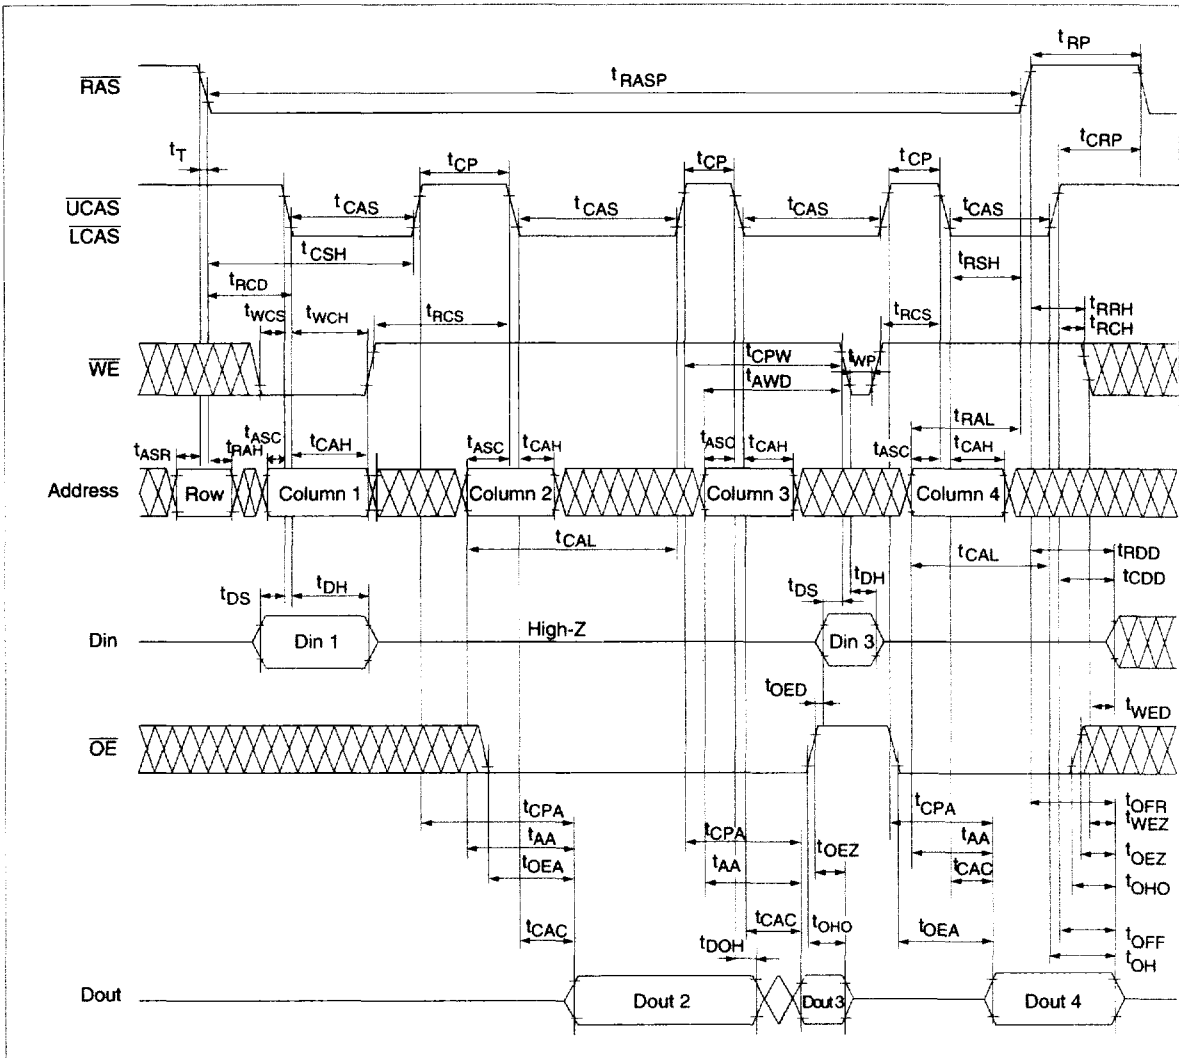 tRP
RAS
tRASP
tCRP
tT
tCP
tCP
tCP
UCAS
LCAS
tCAS
tCAS
tCAS
tCAS
tCSH
tRSH
tRCD
tRRH
tWCS
tWCH
tRCS
tRCS
tRCH
WE
tCPW
tWP
tAWD
tRAL
tASR
tRAH
tASC
tCAH
tASC
tCAH
tASC
tCAH
tASC
tCAH
Address
Row
Column 1
Column 2
Column 3
Column 4
tCAL
tCAL
tRDD
tCDD
tDS
tDH
tDS
tDH
Din
Din 1
High-Z
Din 3
tOED
tWED
OE
tCPA
tCPA
tCPA
tOFR
tWEZ
tAA
tAA
tOEZ
tAA
tOEZ
tOEA
tCAC
tOHO
tCAC
tCAC
tOHO
tOEA
tDOH
tOFF
tOH
Dout
Dout 2
Dout 3
Dout 4